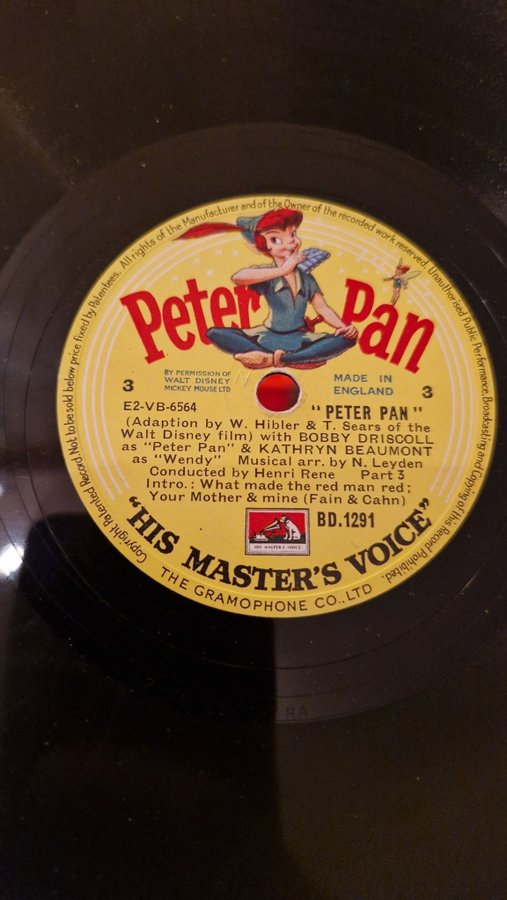 Copyright Patented Record. Not to be sold below price fixed by Patentees. All rights of the Manufacturer and of the Owner of the recorded work reserved. Unauthorised Public Performance, Broadcasting and Copying of this Record Prohibited.
Peter Pan
BY PERMISSION OF
WALT DISNEY
MICKEY MOUSE LTD
MADE IN
ENGLAND
3
3
E2-VB-6564
"PETER PAN"
(Adaption by W. Hibler & T. Sears of the
Walt Disney film) with BOBBY DRISCOLL
as "Peter Pan" & KATHRYN BEAUMONT
as "Wendy" Musical arr. by N. Leyden
Conducted by Henri Rene Part 3
Intro.: What made the red man red;
Your Mother & mine (Fain & Cahn)
HIS MASTER'S VOICE
BD.1291
"HIS MASTER'S VOICE"
THE GRAMOPHONE CO., LTD